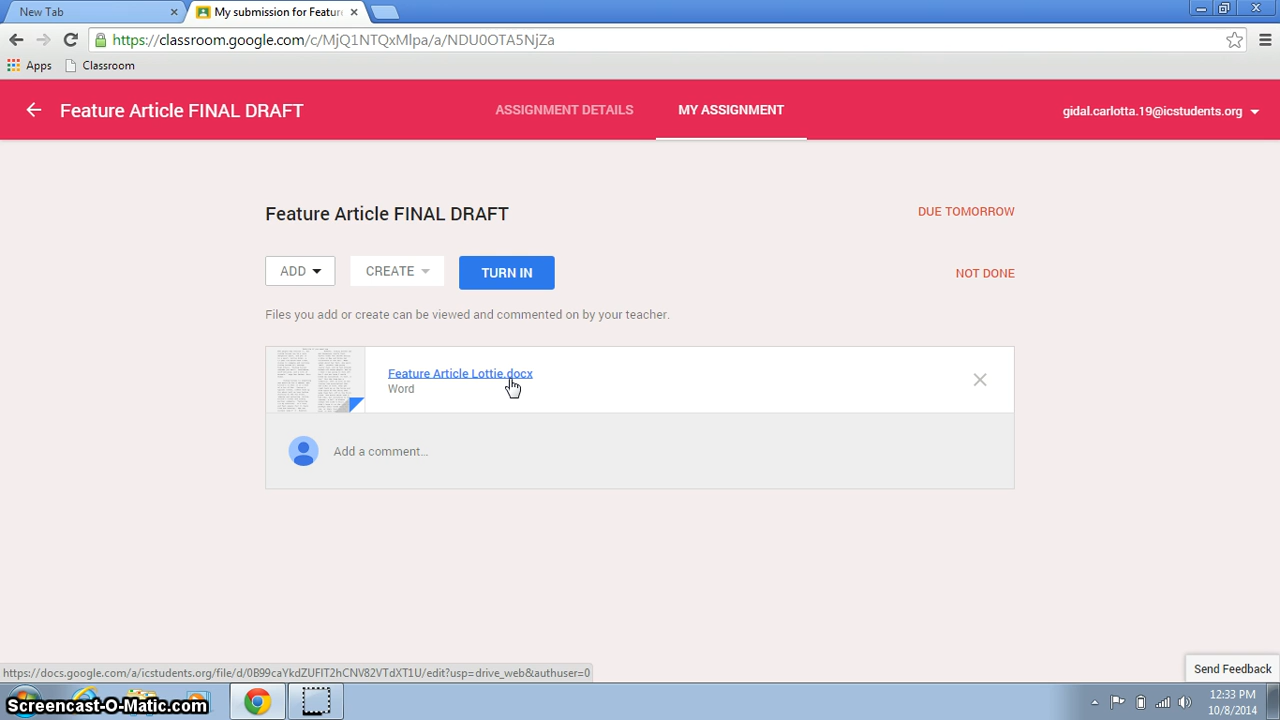 New Tab
My submission for Featur
https://classroom.google.com/c/MjQ1NTQxMlpa/a/NDU0OTA5NjZa
Apps
Classroom
Feature Article FINAL DRAFT
ASSIGNMENT DETAILS
MY ASSIGNMENT
gidal.carlotta.19@icstudents.org
Feature Article FINAL DRAFT
DUE TOMORROW
ADD
CREATE
TURN IN
NOT DONE
Files you add or create can be viewed and commented on by your teacher.
Feature Article Lottie.docx
Word
Add a comment...
Send Feedback
https://docs.google.com/a/icstudents.org/file/d/0B99caYkdZUFIT2hCNV82VTdXT1U/edit?usp=drive_web&authuser=0
12:33 PM
10/8/2014
Screencast-O-Matic.com